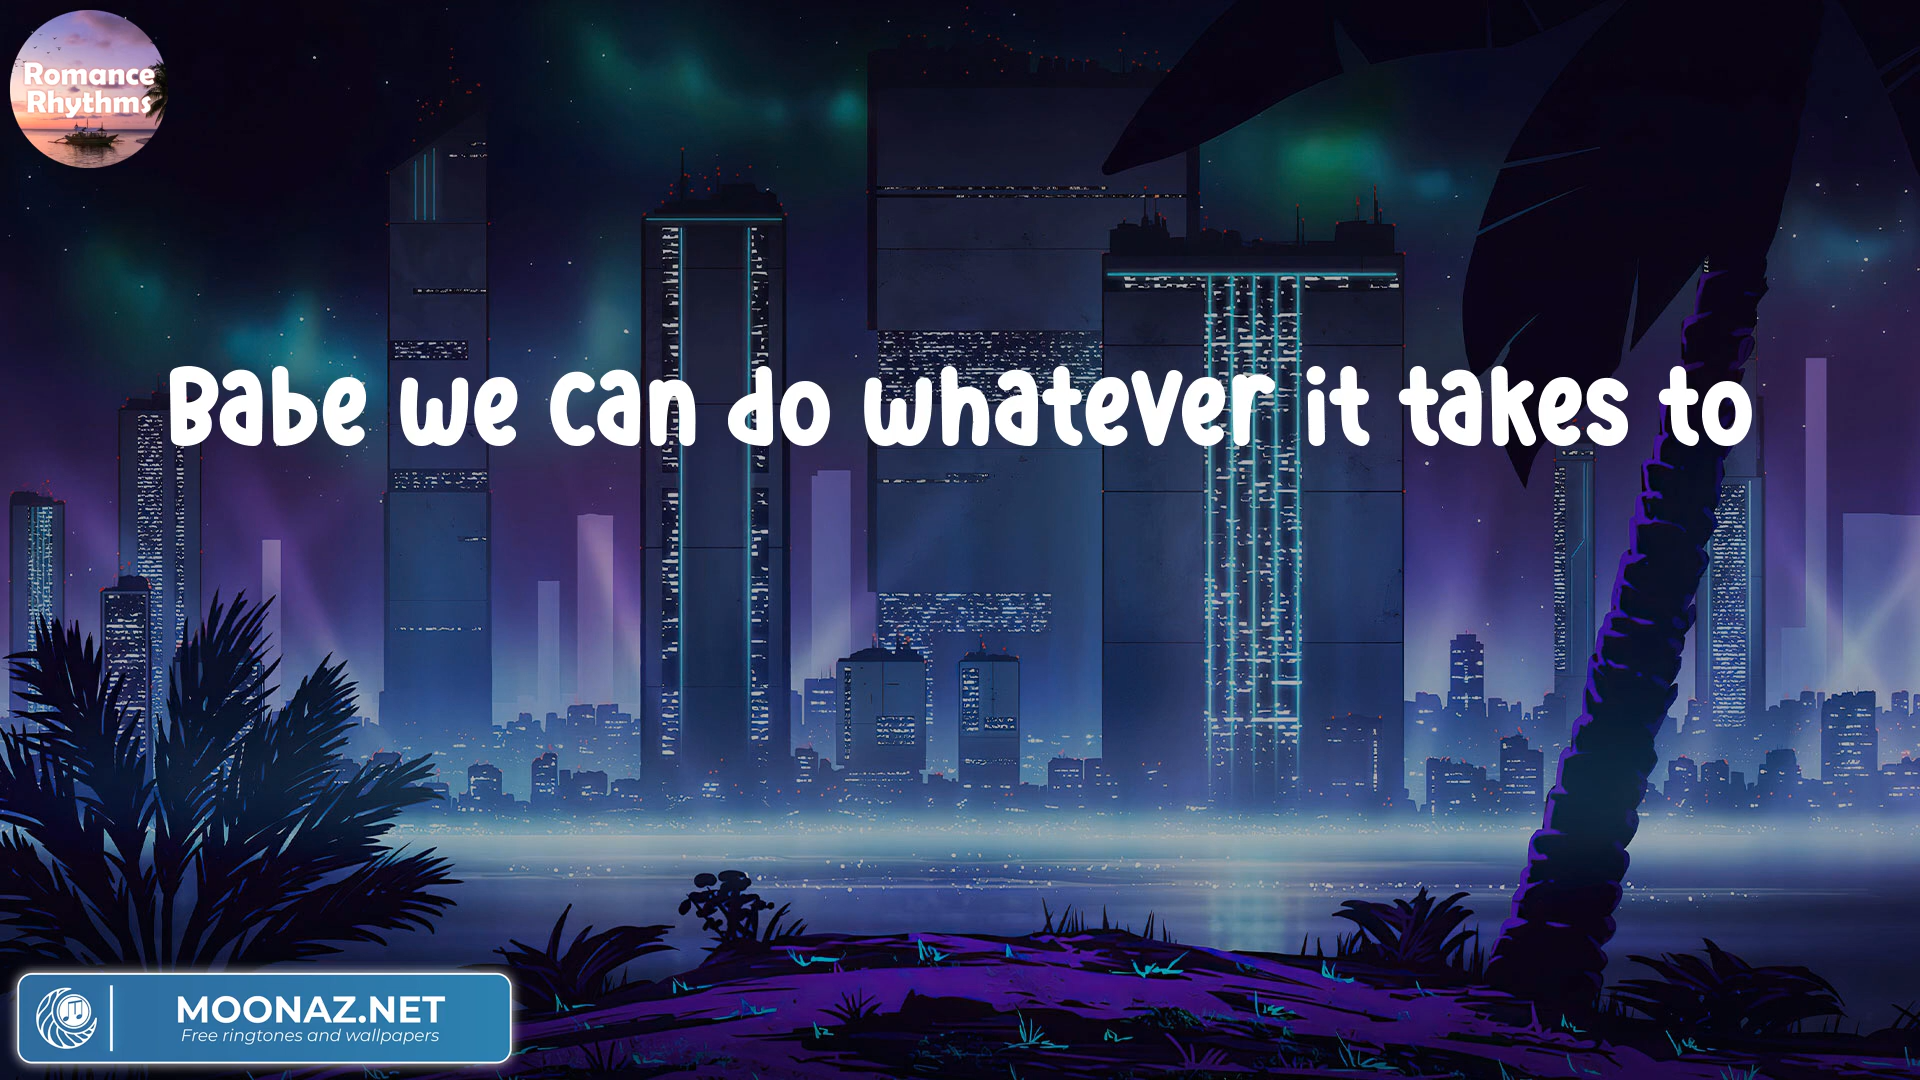 Romance
Rhythms
Babe we can do whatever it takes to
MOONAZ.NET
Free ringtones and wallpapers